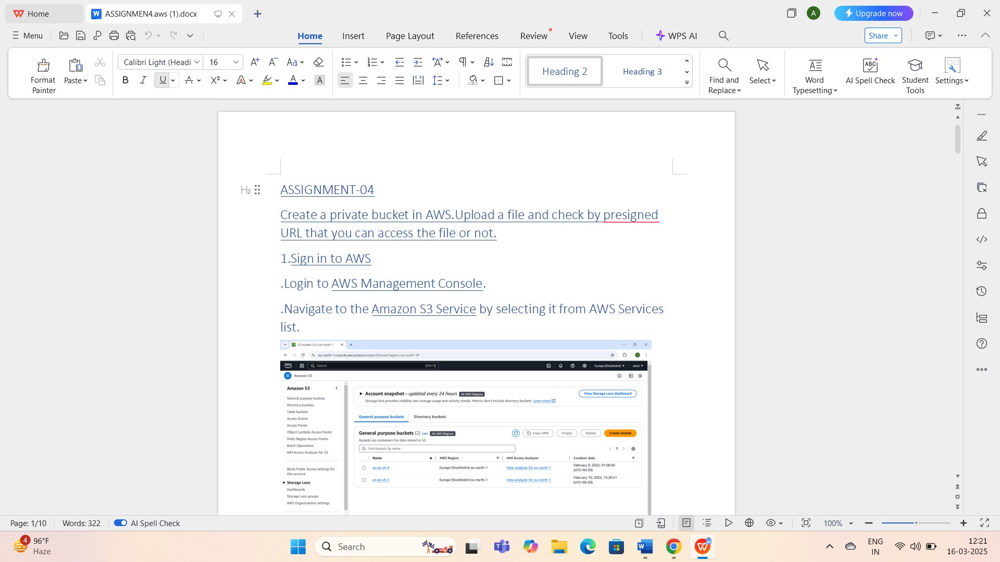 Home
ASSIGNMEN4.aws (1).docx
A
Upgrade now
Menu
Home
Insert
Page Layout
References
Review
View
Tools
WPS AI
Share
Format Painter
Paste
Calibri Light (Headi
16
Heading 2
Heading 3
Find and Replace
Select
Word Typesetting
AI Spell Check
Student Tools
Settings
H2
ASSIGNMENT-04
Create a private bucket in AWS.Upload a file and check by presigned
URL that you can access the file or not.
1.Sign in to AWS
.Login to AWS Management Console.
.Navigate to the Amazon S3 Service by selecting it from AWS Services
list.
S3 buckets | S3 | eu-north-1
eu-north-1.console.aws.amazon.com/s3/home?region=eu-north-1#
aws
Search
[Alt+S]
Europe (Stockholm)
amul
Amazon S3
Amazon S3
General purpose buckets
Directory buckets
Table buckets
Access Grants
Access Points
Object Lambda Access Points
Multi-Region Access Points
Batch Operations
IAM Access Analyzer for S3
Block Public Access settings for
this account
Storage Lens
Dashboards
Storage Lens groups
AWS Organizations settings
Account snapshot - updated every 24 hours All AWS Regions
View Storage Lens dashboard
Storage lens provides visibility into storage usage and activity trends. Metrics don't include directory buckets. Learn more
General purpose buckets
Directory buckets
General purpose buckets (2) Info All AWS Regions
Copy ARN
Empty
Delete
Create bucket
Buckets are containers for data stored in S3.
Find buckets by name
1
Name
AWS Region
IAM Access Analyzer
Creation date
an-ee-sh-4
Europe (Stockholm) eu-north-1
View analyzer for eu-north-1
February 9, 2025, 01:08:40
(UTC+05:30)
an-ee-sh-5
Europe (Stockholm) eu-north-1
View analyzer for eu-north-1
February 10, 2025, 15:26:51
(UTC+05:30)
Page: 1/10
Words: 322
AI Spell Check
100%
4
96°F
Haze
Search
ENG
IN
12:21
16-03-2025